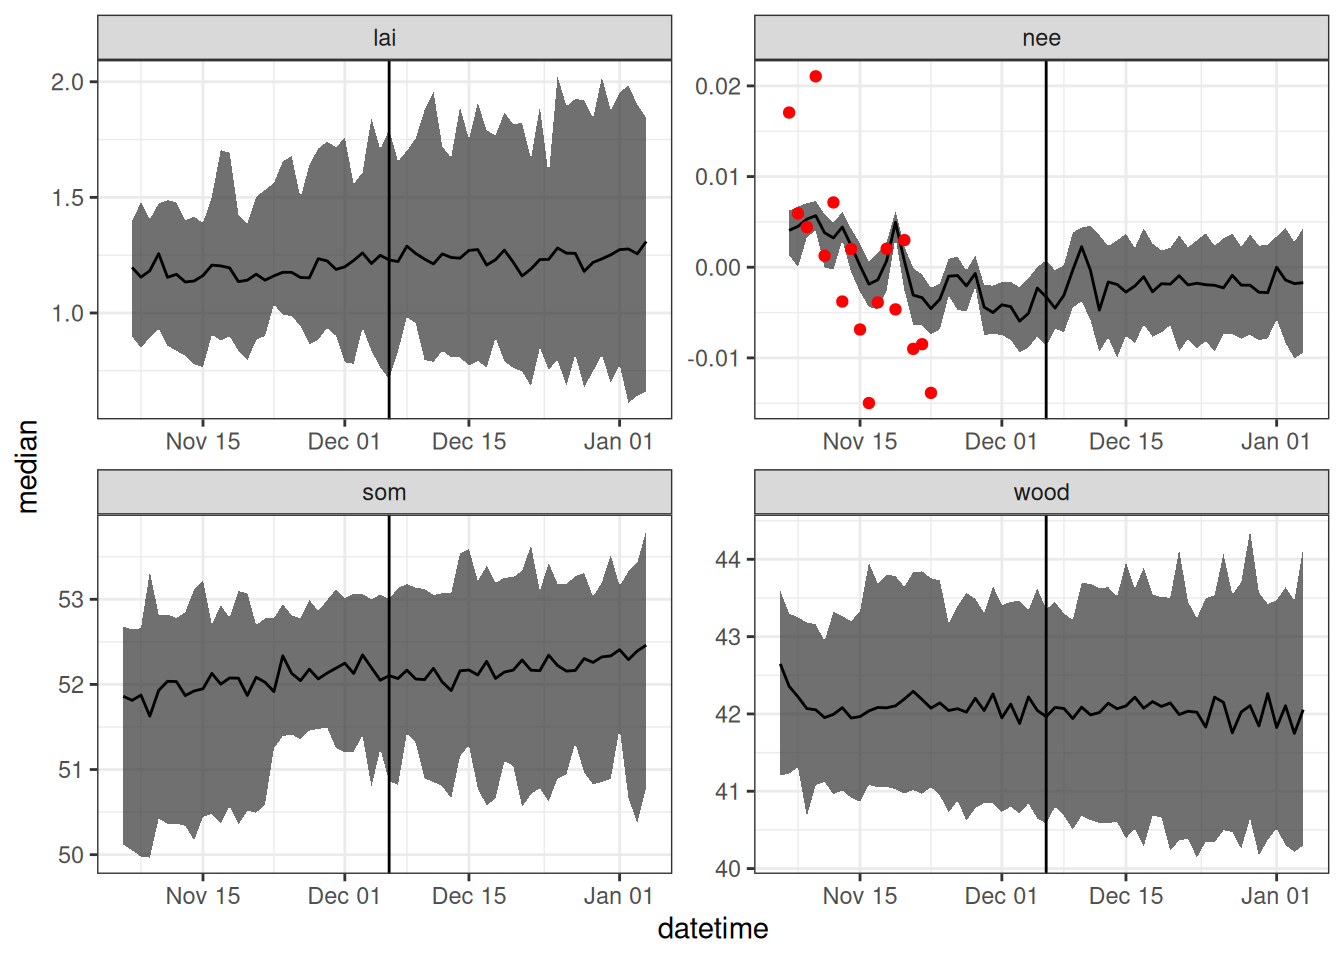 lai
nee
2.0
1.5
1.0
0.02
0.01
0.00
-0.01
Nov 15
Dec 01
Dec 15
Jan 01
Nov 15
Dec 01
Dec 15
Jan 01
median
som
wood
53
52
51
50
44
43
42
41
40
Nov 15
Dec 01
Dec 15
Jan 01
Nov 15
Dec 01
Dec 15
Jan 01
datetime